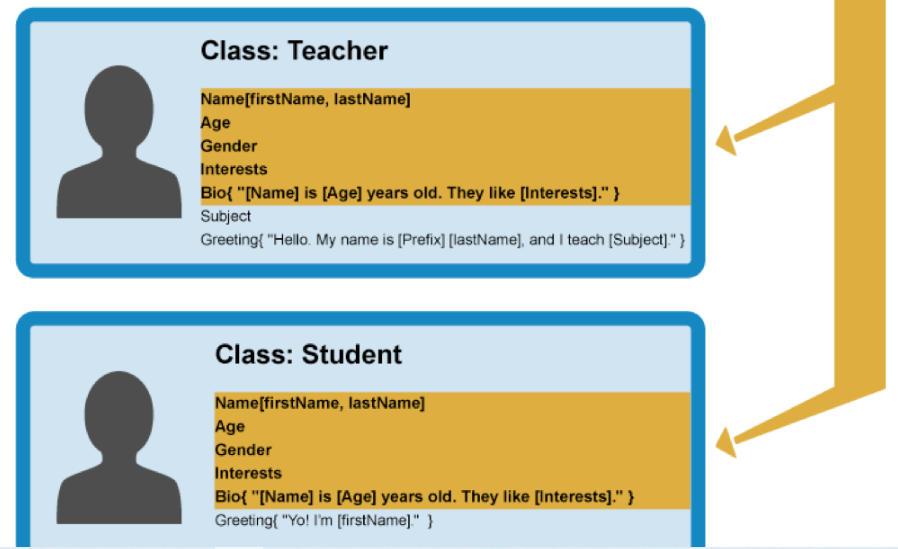 Class: Teacher
Name[firstName, lastName]
Age
Gender
Interests
Bio{ "[Name] is [Age] years old. They like [Interests]." }
Subject
Greeting{ "Hello. My name is [Prefix] [lastName], and I teach [Subject]." }
Class: Student
Name[firstName, lastName]
Age
Gender
Interests
Bio{ "[Name] is [Age] years old. They like [Interests]." }
Greeting{ "Yo! I'm [firstName]." }